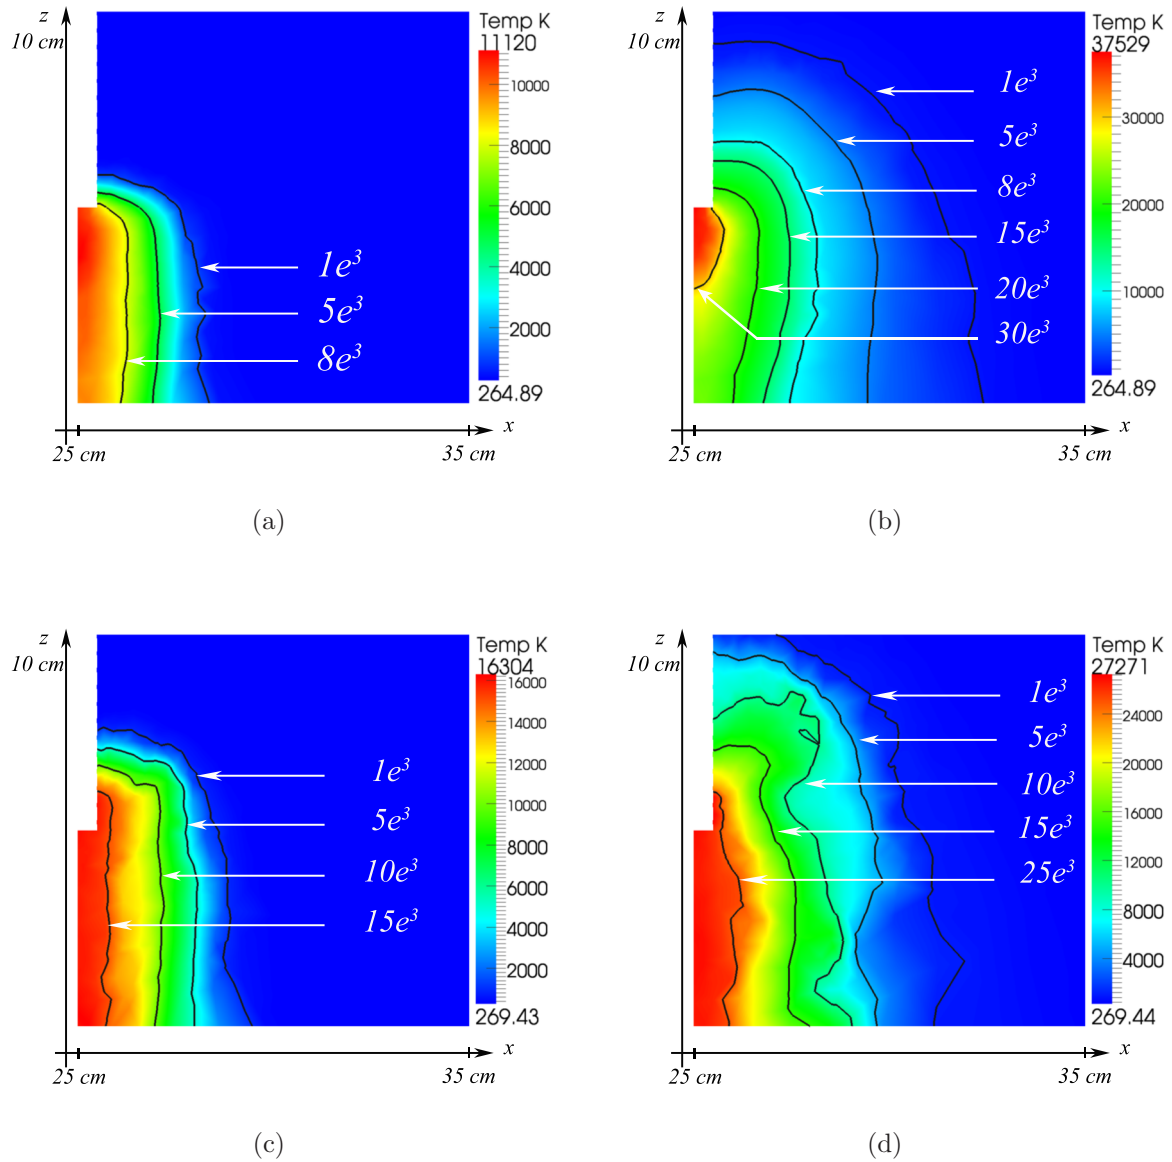 z
10 cm
Temp K
11120
10000
8000
6000
4000
2000
264.89
1e³
5e³
8e³
x
25 cm
35 cm
(a)
z
10 cm
Temp K
37529
30000
20000
10000
264.89
1e³
5e³
8e³
15e³
20e³
30e³
x
25 cm
35 cm
(b)
z
10 cm
Temp K
16304
16000
14000
12000
10000
8000
6000
4000
2000
269.43
1e³
5e³
10e³
15e³
x
25 cm
35 cm
(c)
z
10 cm
Temp K
27271
24000
20000
16000
12000
8000
4000
269.44
1e³
5e³
10e³
15e³
25e³
x
25 cm
35 cm
(d)